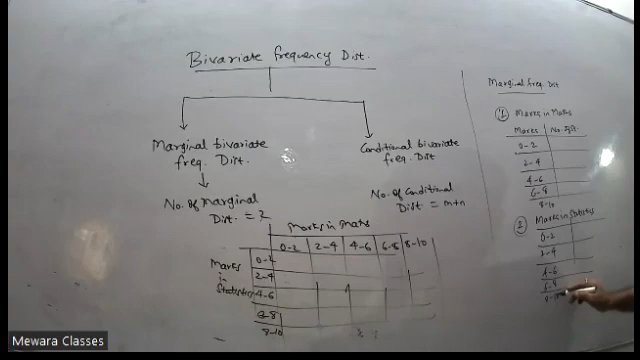 Bivariate frequency Dist.
Marginal bivariate
freq. Dist.
No. of Marginal
Dist. = 2
Conditional bivariate
freq. Dist
No. of Conditional
Dist = m+n
Marks in Maths
0-2 2-4 4-6 6-8 8-10
Marks
in
Statistics
0-2
2-4
4-6
6-8
8-10
Marginal freq. Dist
1 Marks in Maths
Marks No. of St.
0-2
2-4
4-6
6-8
8-10
2 Marks in Statistics
0-2
2-4
4-6
6-8
Mewara Classes